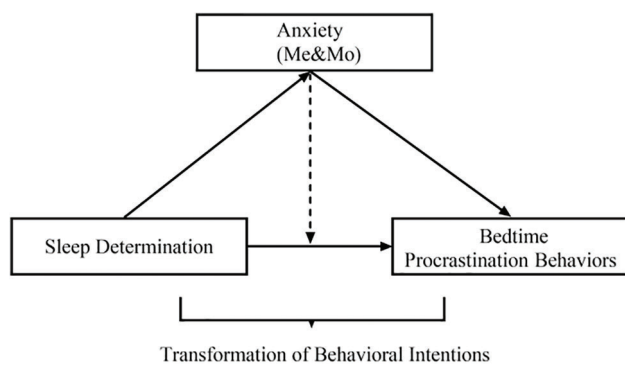 Anxiety
(Me&Mo)
Sleep Determination
Bedtime
Procrastination Behaviors
Transformation of Behavioral Intentions